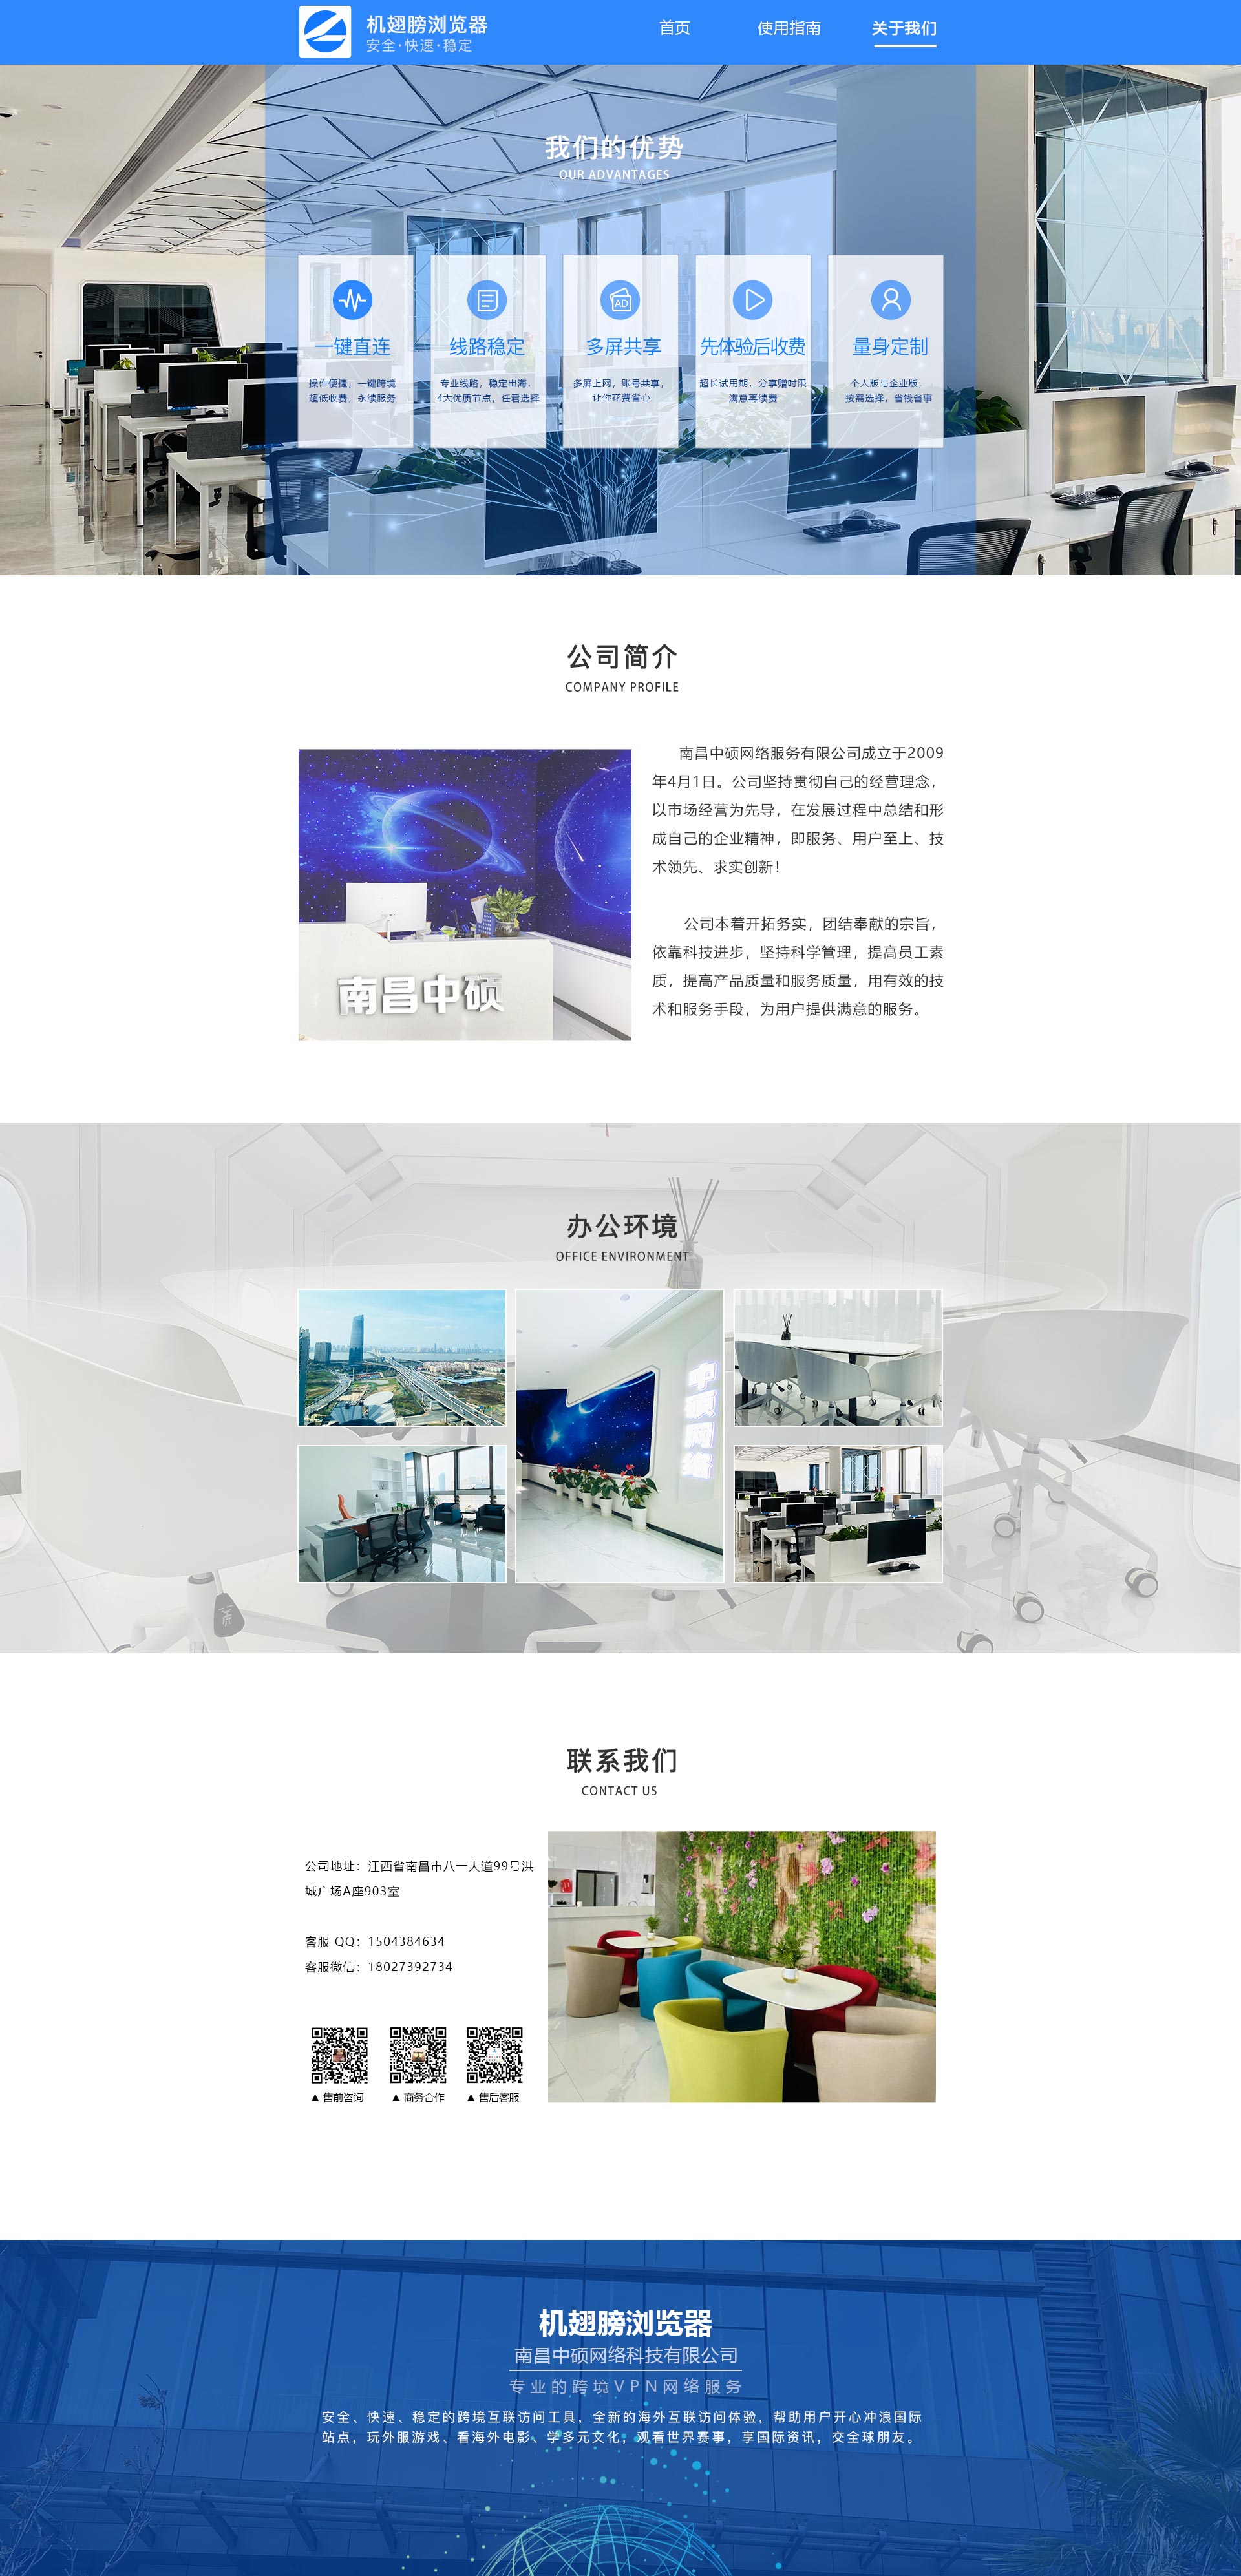 机翅膀浏览器
安全·快速·稳定
首页
使用指南
关于我们
我们的优势
OUR ADVANTAGES
一键直连
操作便捷，一键跨境
超低收费，永续服务
线路稳定
专业线路，稳定出海，
4大优质节点，任君选择
AD
多屏共享
多屏上网，账号共享，
让你花费省心
先体验后收费
超长试用期，分享赠时限
满意再续费
量身定制
个人版与企业版，
按需选择，省钱省事
公司简介
COMPANY PROFILE
南昌中硕
南昌中硕网络服务有限公司成立于2009
年4月1日。公司坚持贯彻自己的经营理念，
以市场经营为先导，在发展过程中总结和形
成自己的企业精神，即服务、用户至上、技
术领先、求实创新！
公司本着开拓务实，团结奉献的宗旨，
依靠科技进步，坚持科学管理，提高员工素
质，提高产品质量和服务质量，用有效的技
术和服务手段，为用户提供满意的服务。
办公环境
OFFICE ENVIRONMENT
联系我们
CONTACT US
公司地址：江西省南昌市八一大道99号洪
城广场A座903室
客服 QQ：1504384634
客服微信：18027392734
▲ 售前咨询
▲ 商务合作
▲ 售后客服
机翅膀浏览器
南昌中硕网络科技有限公司
专业的跨境VPN网络服务
安全、快速、稳定的跨境互联访问工具，全新的海外互联访问体验，帮助用户开心冲浪国际
站点，玩外服游戏、看海外电影、学多元文化，观看世界赛事，享国际资讯，交全球朋友。